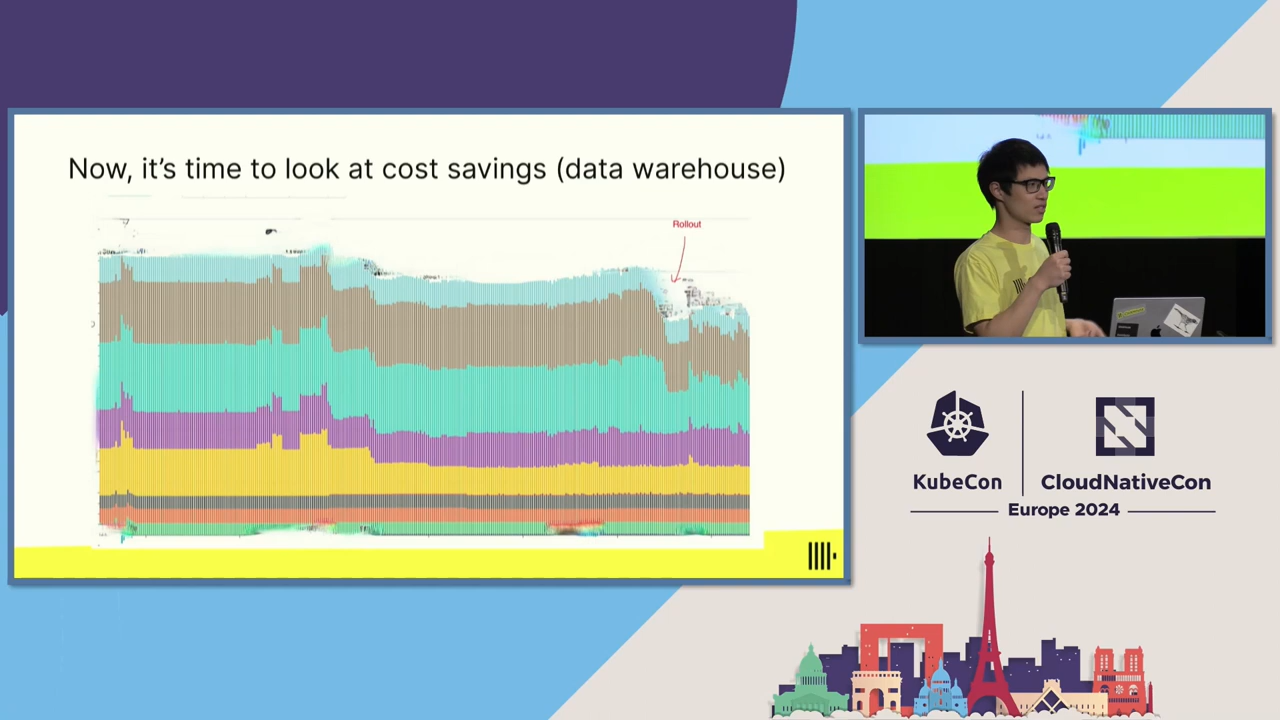 Now, it's time to look at cost savings (data warehouse)
Rollout
KubeCon
CloudNativeCon
Europe 2024